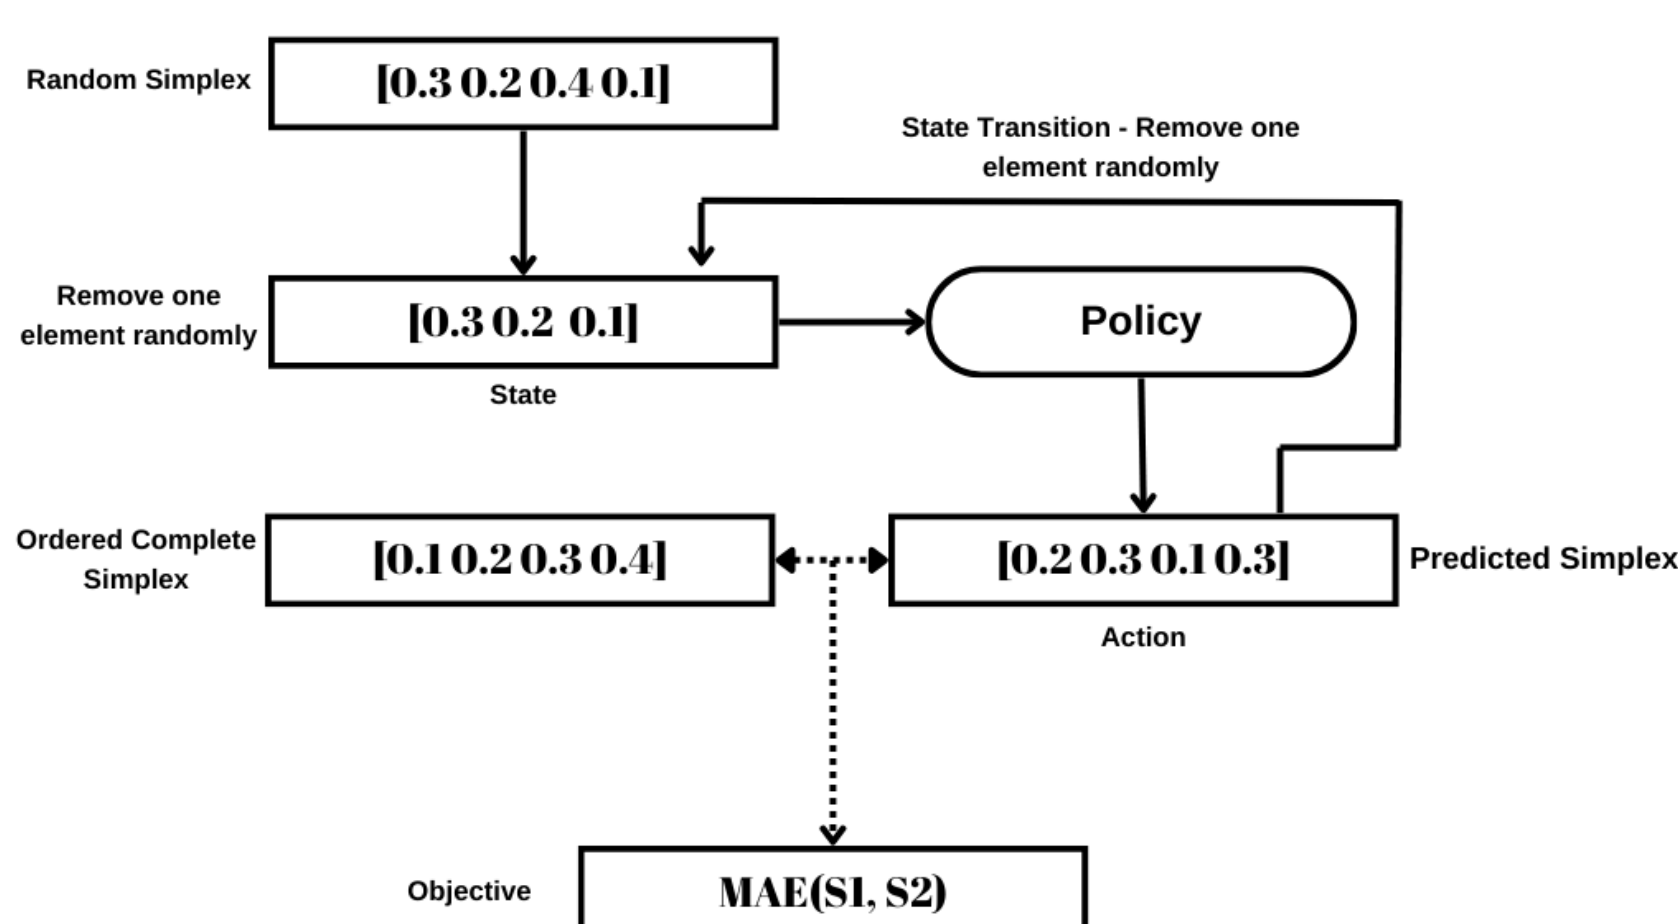 Random Simplex
[0.3 0.2 0.4 0.1]
State Transition - Remove one
element randomly
Remove one
element randomly
[0.3 0.2 0.1]
State
Policy
Ordered Complete
Simplex
[0.1 0.2 0.3 0.4]
[0.2 0.3 0.1 0.3]
Predicted Simplex
Action
Objective
MAE(S1, S2)